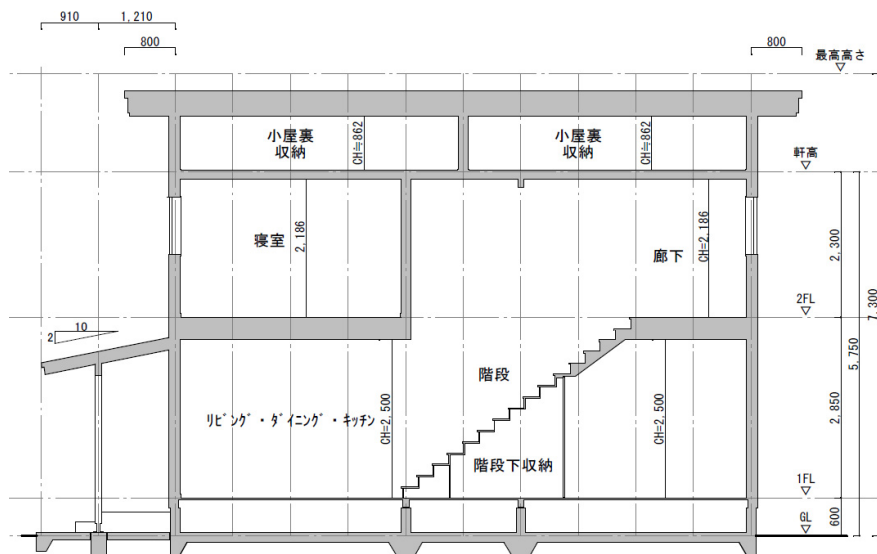 910
1,210
800
800
最高高さ
小屋裏
収納
CH≒862
小屋裏
収納
CH≒862
軒高
寝室
2,186
廊下
CH=2,186
2,300
2FL
7,300
10
2
5,750
階段
リビング・ダイニング・キッチン
CH=2,500
CH=2,500
2,850
階段下収納
1FL
GL
600